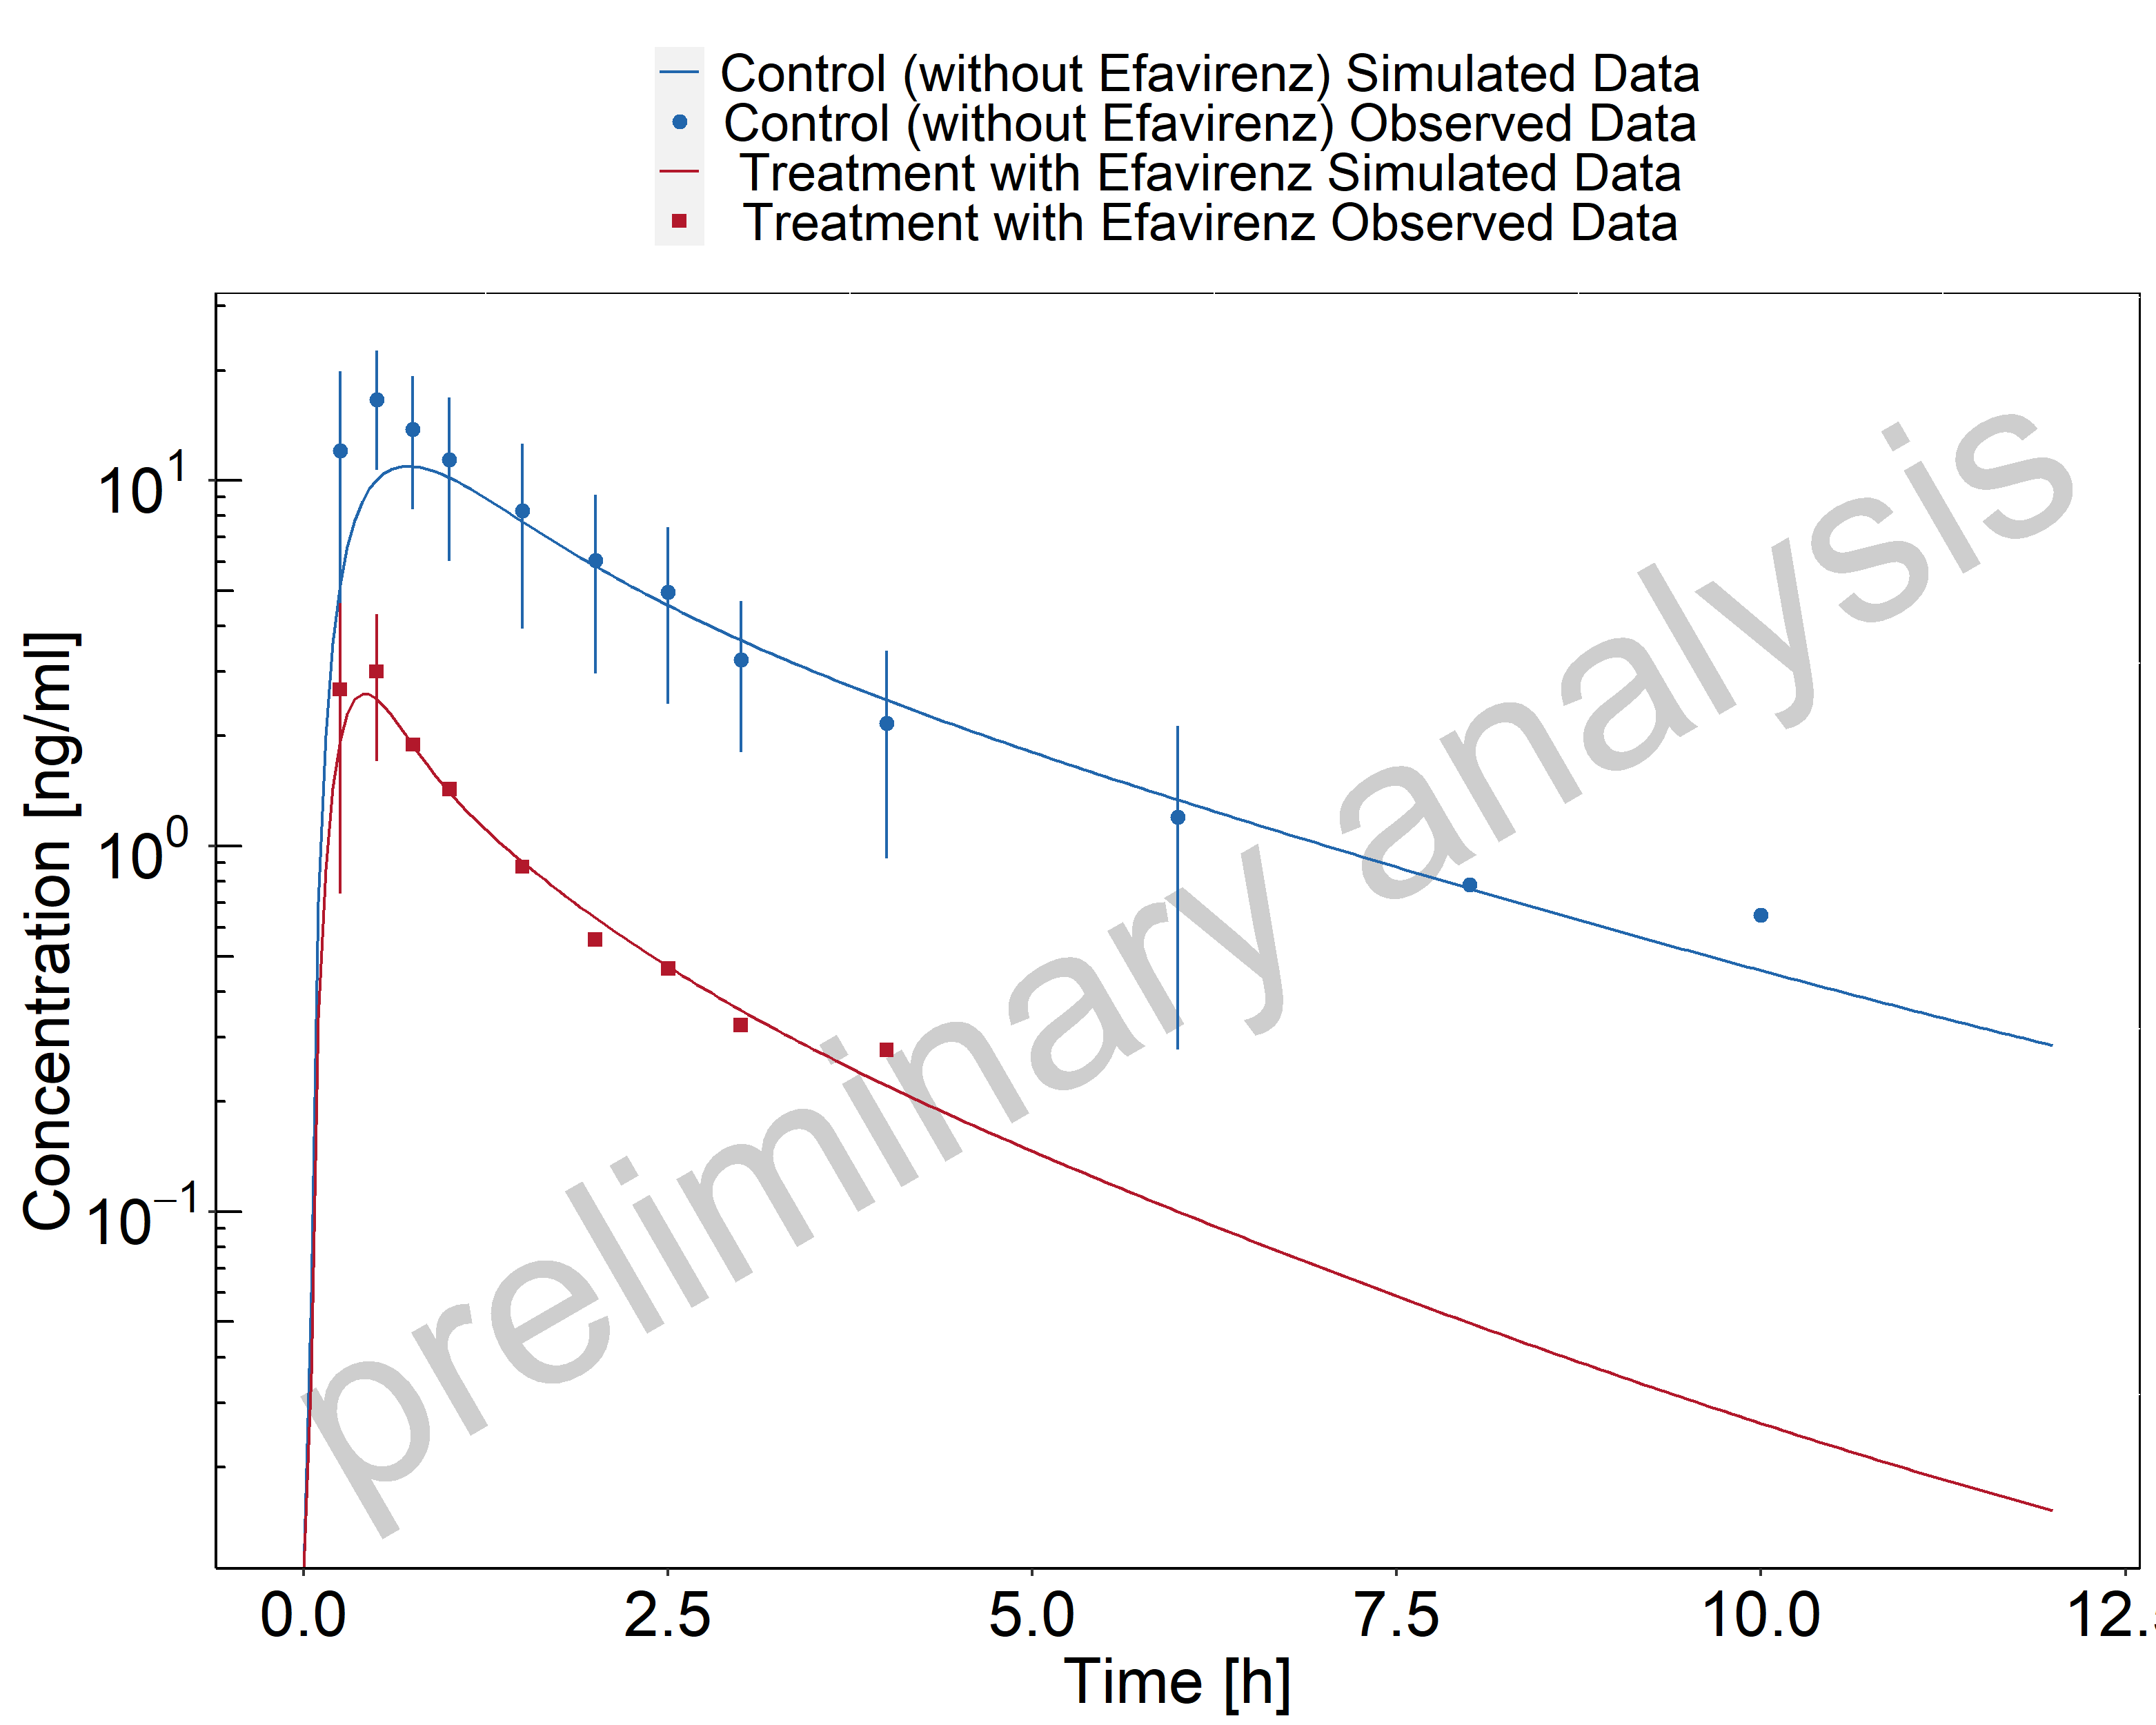 Control (without Efavirenz) Simulated Data
Control (without Efavirenz) Observed Data
Treatment with Efavirenz Simulated Data
Treatment with Efavirenz Observed Data
10¹
10⁰
10⁻¹
Concentration [ng/ml]
preliminary analysis
0.0 2.5 5.0 7.5 10.0 12.
Time [h]